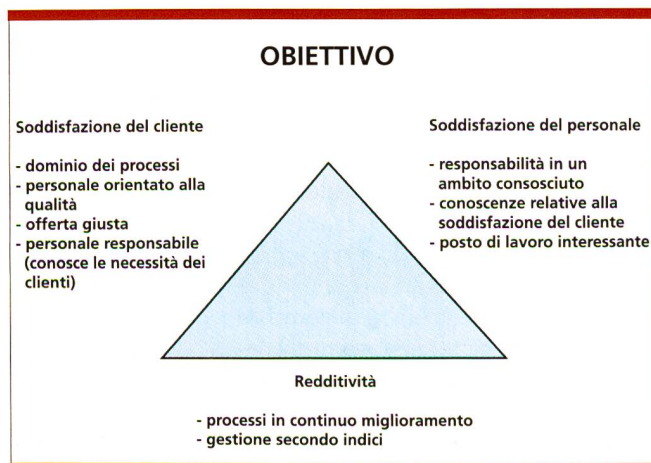 OBIETTIVO
Soddisfazione del cliente
- dominio dei processi
- personale orientato alla
qualità
- offerta giusta
- personale responsabile
(conosce le necessità dei
clienti)
Soddisfazione del personale
- responsabilità in un
ambito consosciuto
- conoscenze relative alla
soddisfazione del cliente
- posto di lavoro interessante
Redditività
- processi in continuo miglioramento
- gestione secondo indici